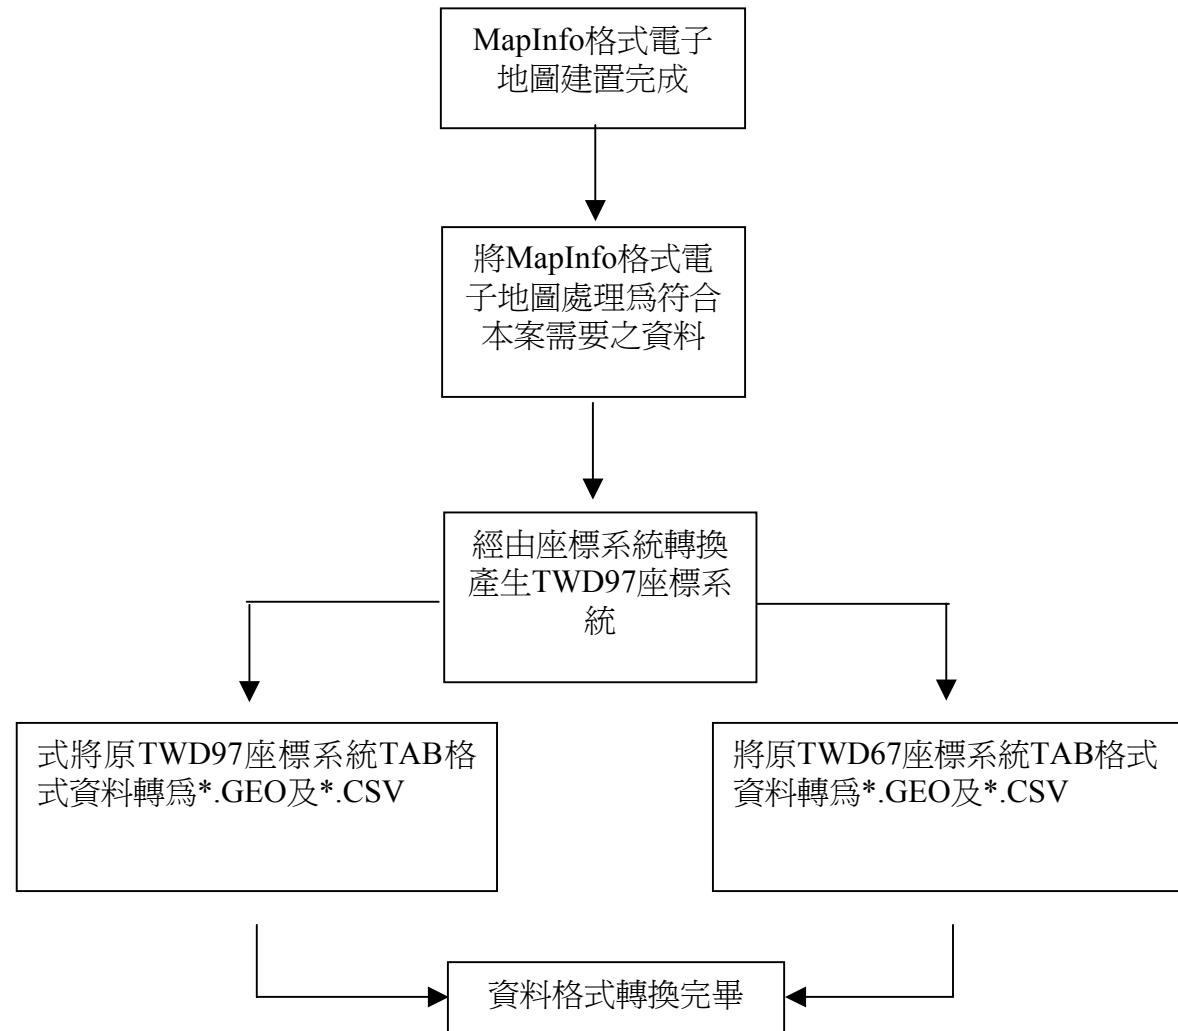 MapInfo格式電子
地圖建置完成
將MapInfo格式電
子地圖處理爲符合
本案需要之資料
經由座標系統轉換
產生TWD97座標系
統
式將原TWD97座標系統TAB格
式資料轉爲*.GEO及*.CSV
將原TWD67座標系統TAB格式
資料轉爲*.GEO及*.CSV
資料格式轉換完畢